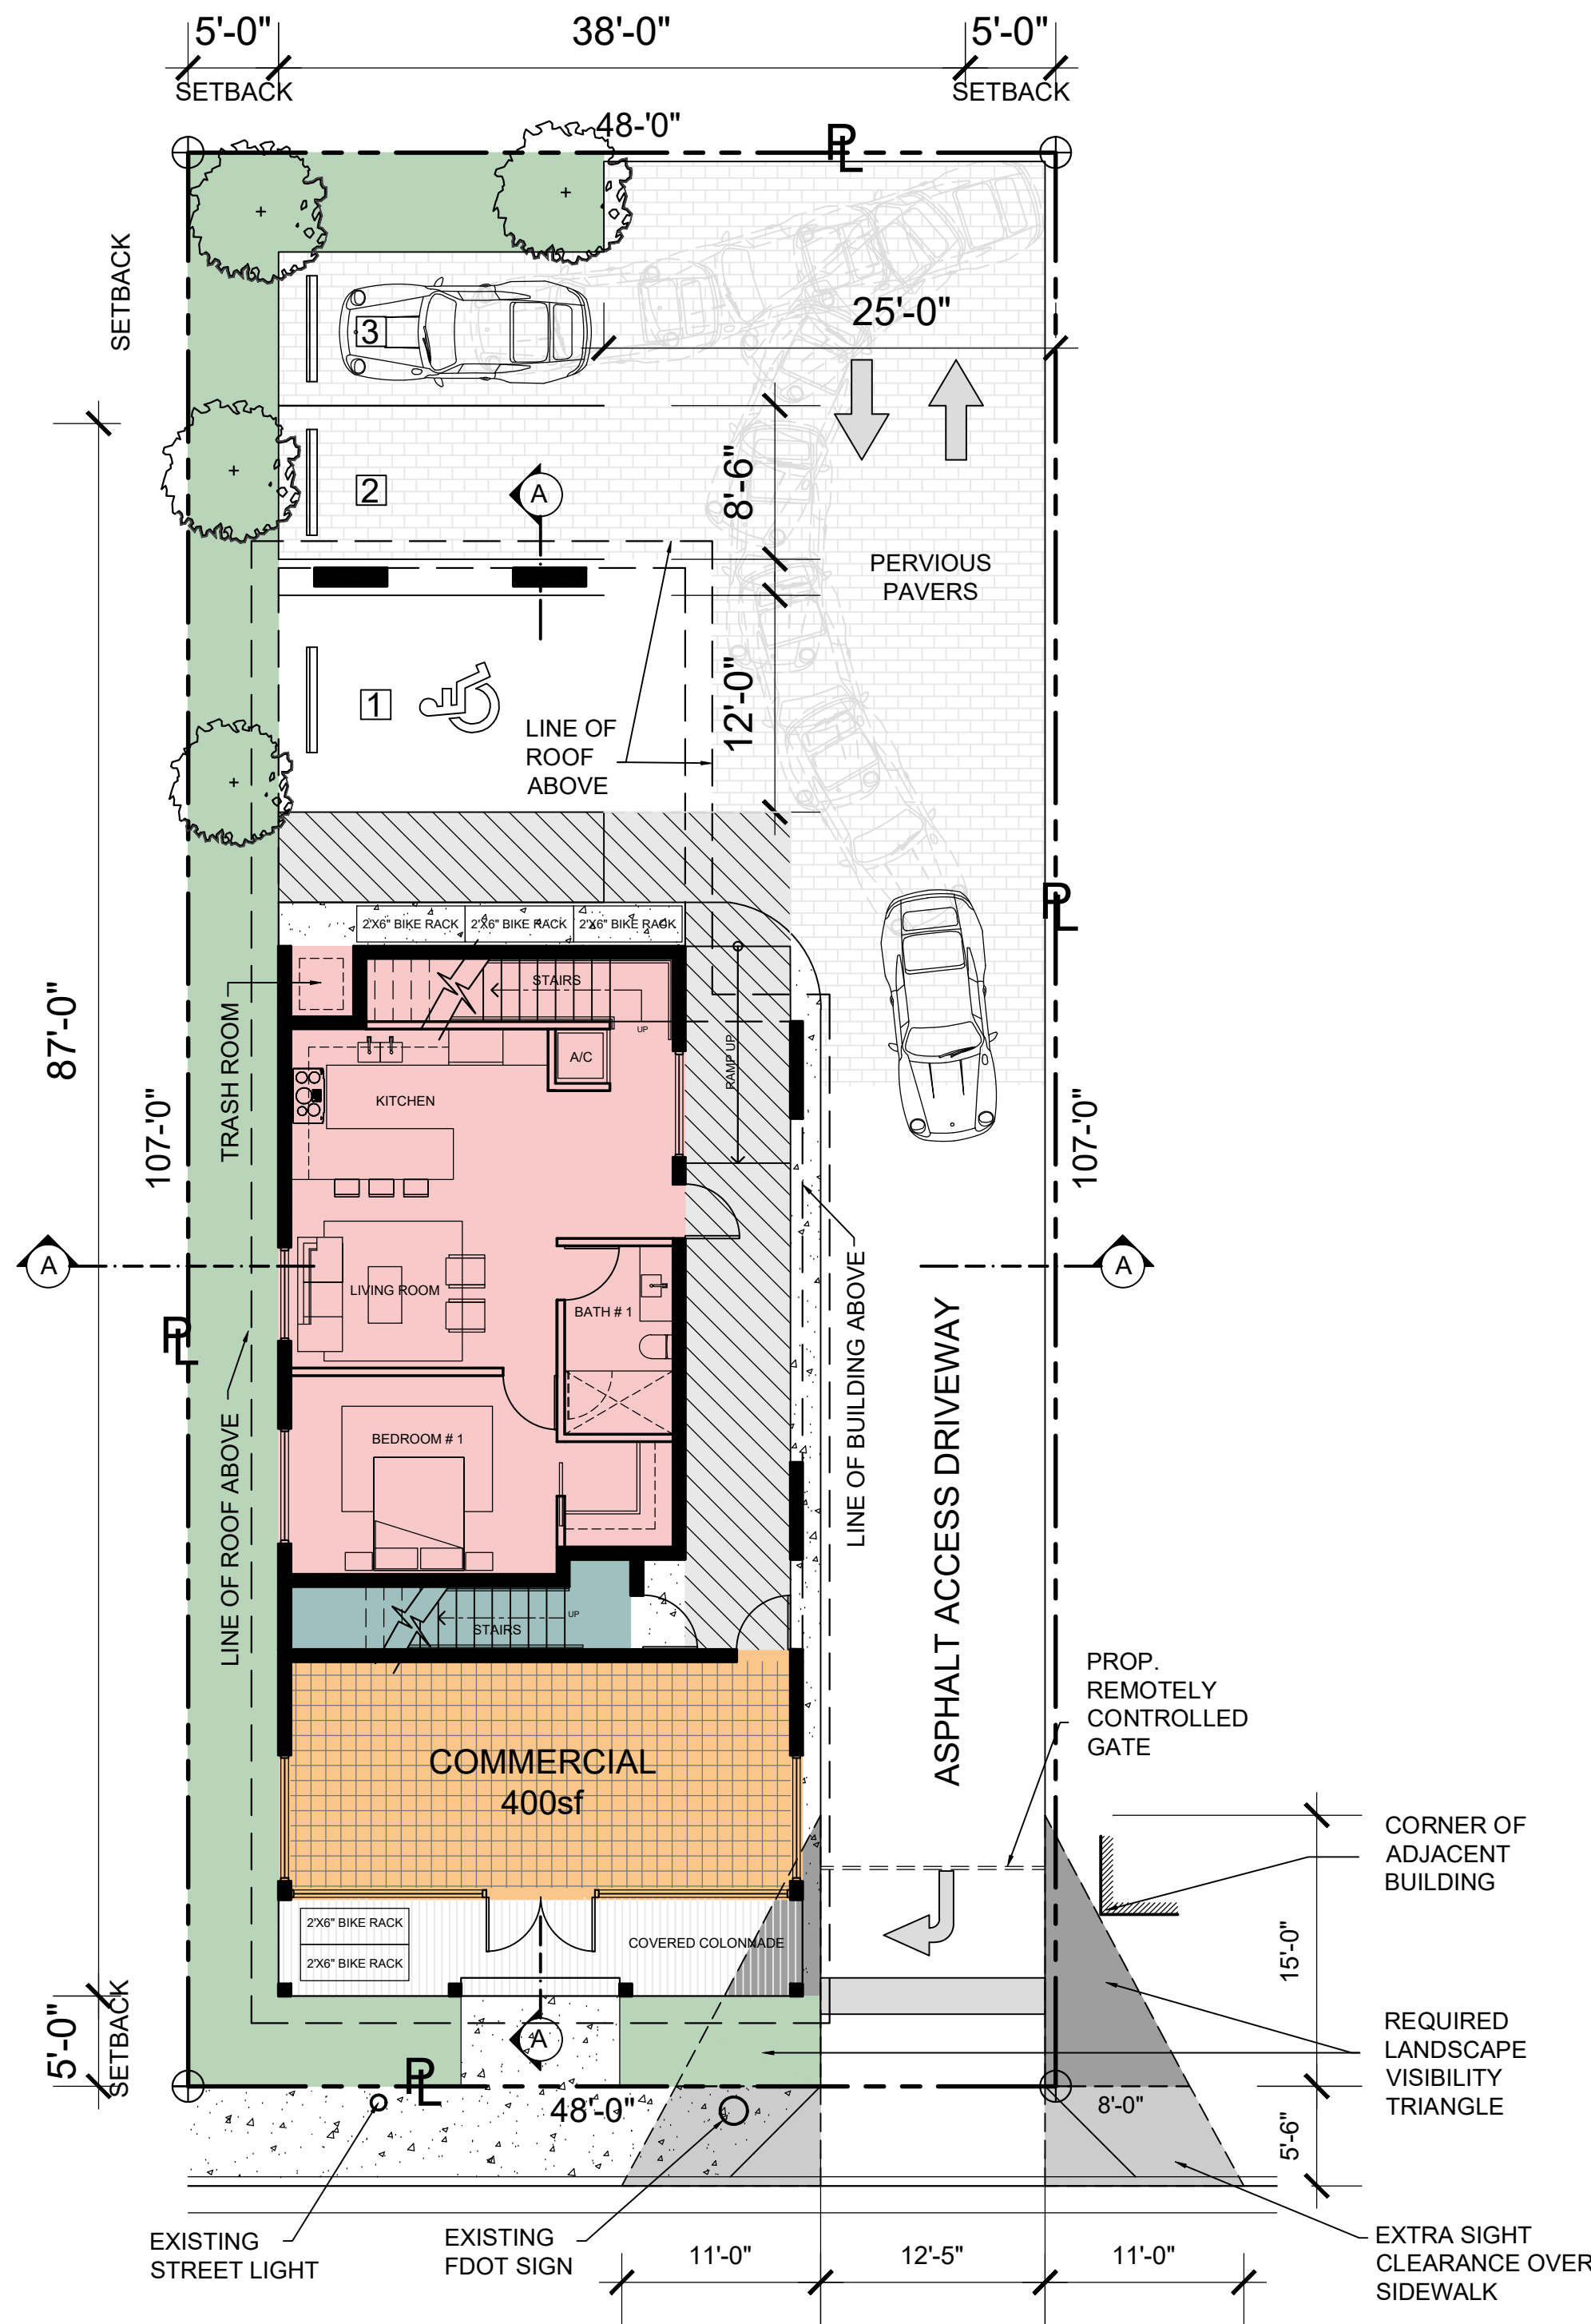 5'-0"
38'-0"
5'-0"
SETBACK
SETBACK
48-'0"
PL
SETBACK
3
25'-0"
2
A
8'-6"
PERVIOUS
PAVERS
1
12'-0"
LINE OF
ROOF
ABOVE
PL
2'X6" BIKE RACK
2'X6" BIKE RACK
2'X6" BIKE RACK
STAIRS
UP
A/C
RAMP UP
TRASH ROOM
KITCHEN
87'-0"
107-'0"
107-'0"
A
A
LIVING ROOM
BATH # 1
PL
LINE OF BUILDING ABOVE
BEDROOM # 1
LINE OF ROOF ABOVE
ASPHALT ACCESS DRIVEWAY
UP
STAIRS
PROP.
REMOTELY
CONTROLLED
GATE
COMMERCIAL
400sf
CORNER OF
ADJACENT
BUILDING
2'X6" BIKE RACK
2'X6" BIKE RACK
COVERED COLONNADE
15'-0"
5'-0"
SETBACK
A
REQUIRED
LANDSCAPE
VISIBILITY
TRIANGLE
PL
48'-0"
8'-0"
5'-6"
EXISTING
STREET LIGHT
EXISTING
FDOT SIGN
11'-0"
12'-5"
11'-0"
EXTRA SIGHT
CLEARANCE OVER
SIDEWALK